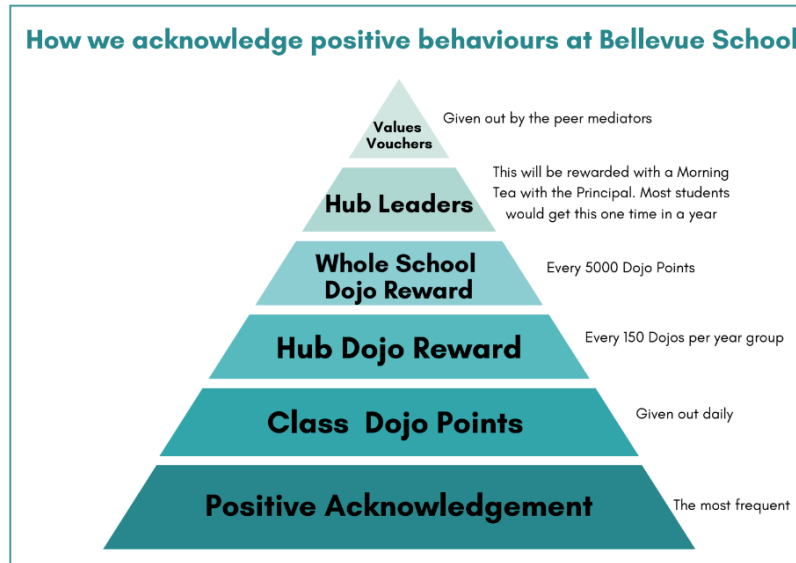 How we acknowledge positive behaviours at Bellevue School
Values
Vouchers
Given out by the peer mediators
Hub Leaders
This will be rewarded with a Morning
Tea with the Principal. Most students
would get this one time in a year
Whole School
Dojo Reward
Every 5000 Dojo Points
Hub Dojo Reward
Every 150 Dojos per year group
Class Dojo Points
Given out daily
Positive Acknowledgement
The most frequent